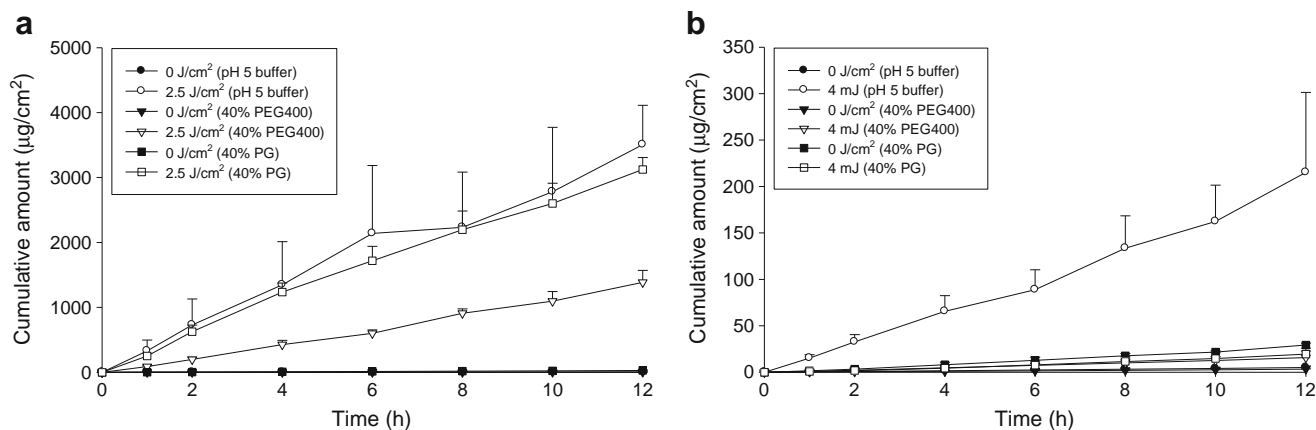 a
5000
4000
3000
2000
1000
0
Cumulative amount (µg/cm²)
0 J/cm² (pH 5 buffer)
2.5 J/cm² (pH 5 buffer)
0 J/cm² (40% PEG400)
2.5 J/cm² (40% PEG400)
0 J/cm² (40% PG)
2.5 J/cm² (40% PG)
0 2 4 6 8 10 12
Time (h)
b
350
300
250
200
150
100
50
0
Cumulative amount (µg/cm²)
0 J/cm² (pH 5 buffer)
4 mJ (pH 5 buffer)
0 J/cm² (40% PEG400)
4 mJ (40% PEG400)
0 J/cm² (40% PG)
4 mJ (40% PG)
0 2 4 6 8 10 12
Time (h)